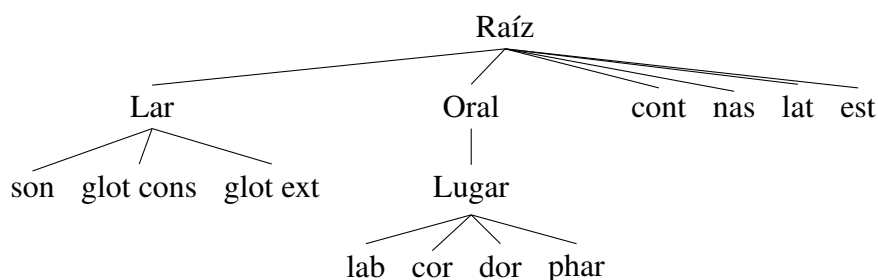 Raíz
Lar Oral cont nas lat est
son glot cons glot ext Lugar
lab cor dor phar